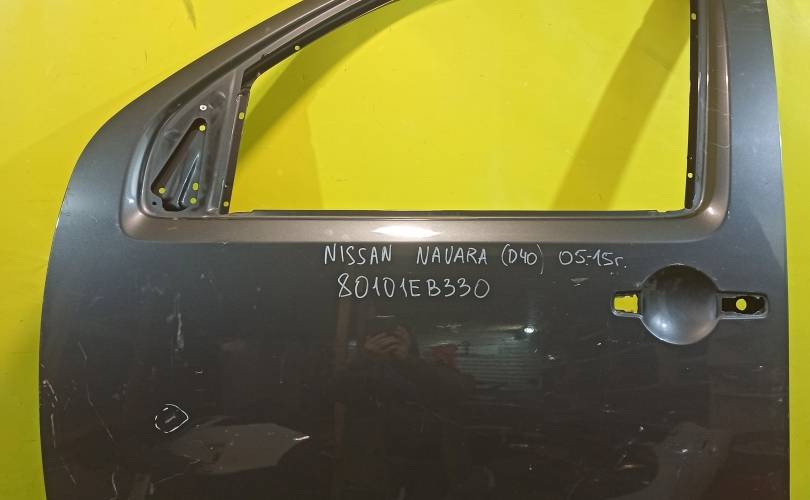 NISSAN NAVARA (D40) 05-15г.
80101EB330